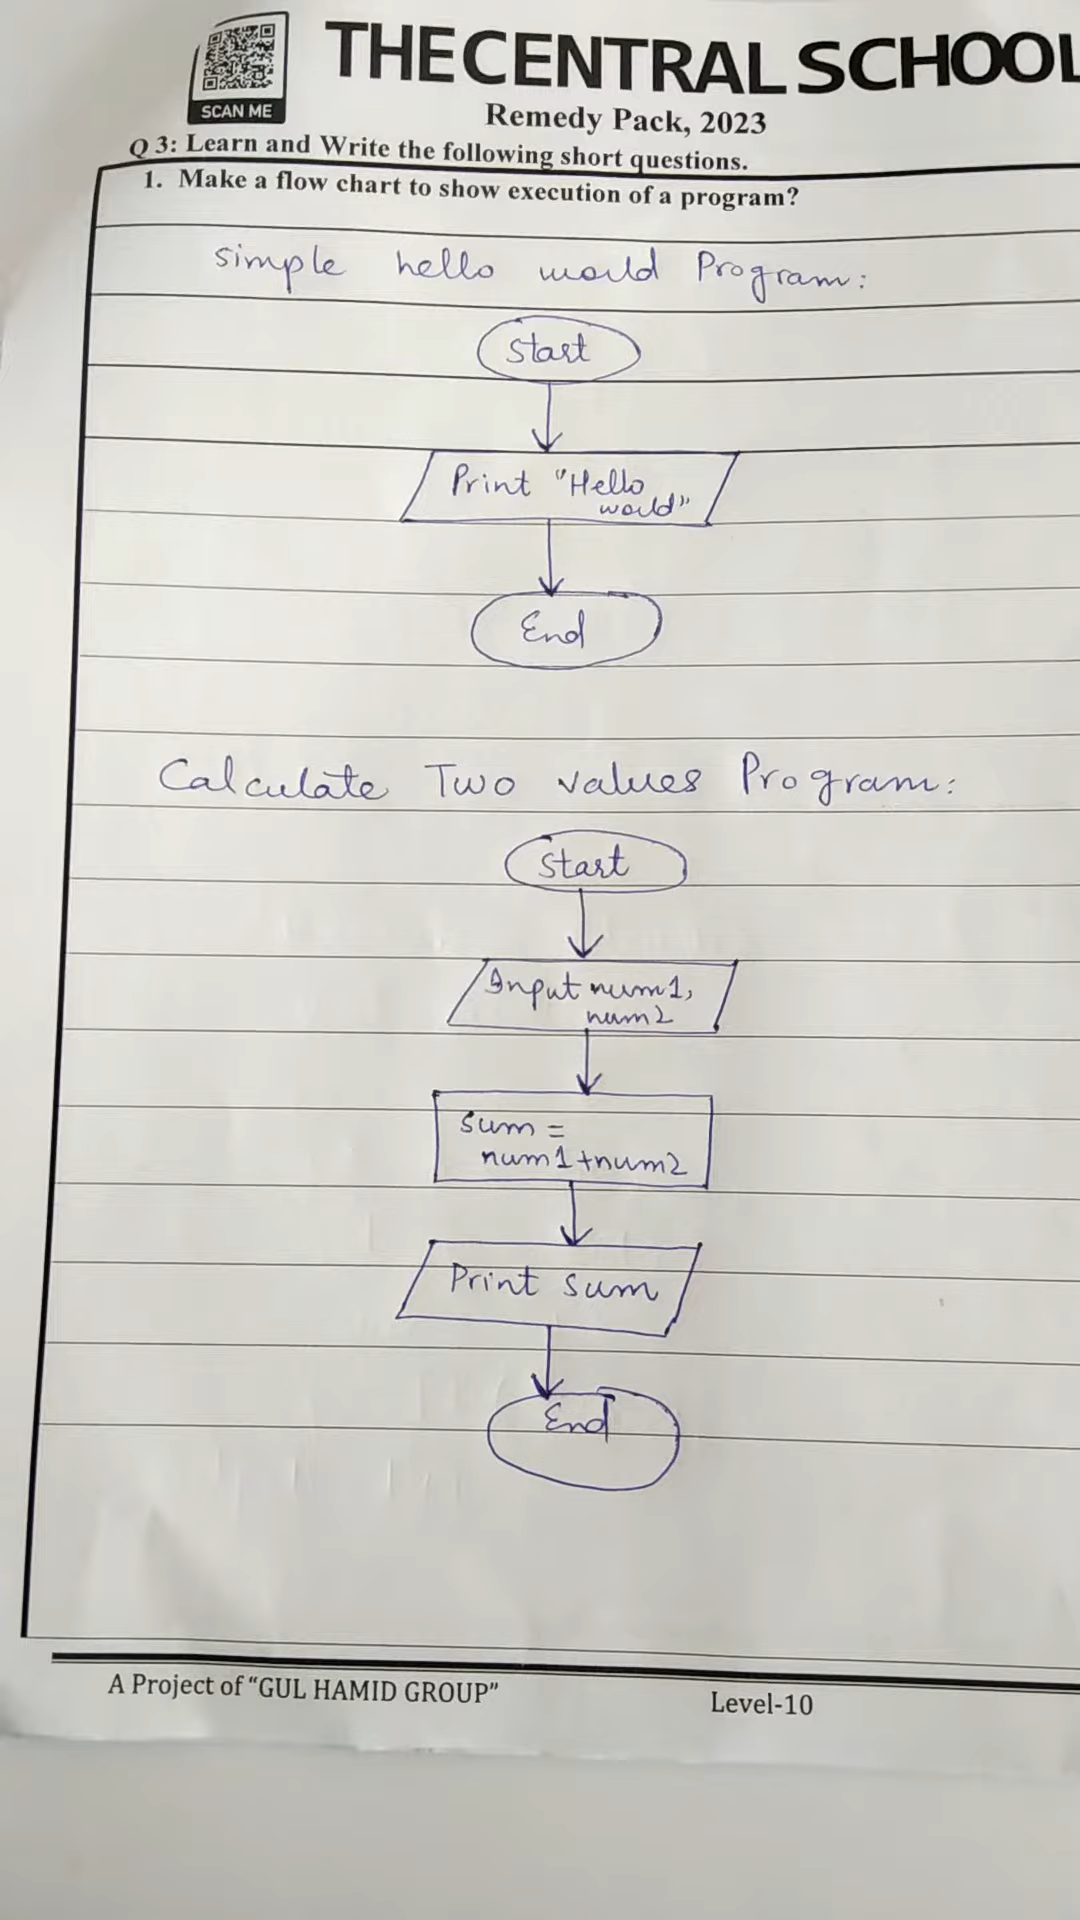 SCAN ME
THE CENTRAL SCHOOL
Remedy Pack, 2023
Q 3: Learn and Write the following short questions.
1. Make a flow chart to show execution of a program?
simple hello world Program:
Start
Print "Hello
world"
End
Calculate Two values Program:
Start
Input num1,
num2
sum =
num1+num2
Print sum
End
A Project of "GUL HAMID GROUP"
Level-10